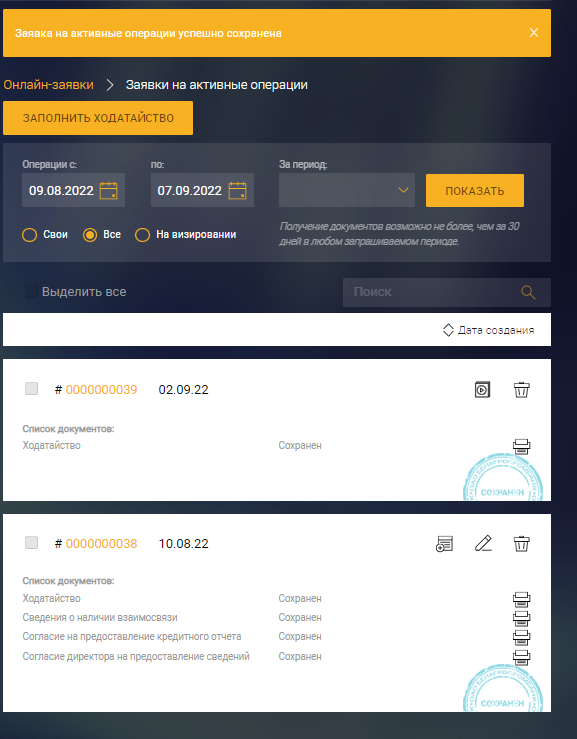 Заявка на активные операции успешно сохранена
Онлайн-заявки > Заявки на активные операции
ЗАПОЛНИТЬ ХОДАТАЙСТВО
Операции с: по: За период:
09.08.2022 07.09.2022 ПОКАЗАТЬ
Свои Все На визировании
Получение документов возможно не более, чем за 30
дней в любом запрашиваемом периоде.
Выделить все Поиск
Дата создания
# 0000000039 02.09.22
Список документов:
Ходатайство Сохранен
СОХРАНЕН
# 0000000038 10.08.22
Список документов:
Ходатайство Сохранен
Сведения о наличии взаимосвязи Сохранен
Согласие на предоставление кредитного отчета Сохранен
Согласие директора на предоставление сведений Сохранен
СОХРАНЕН